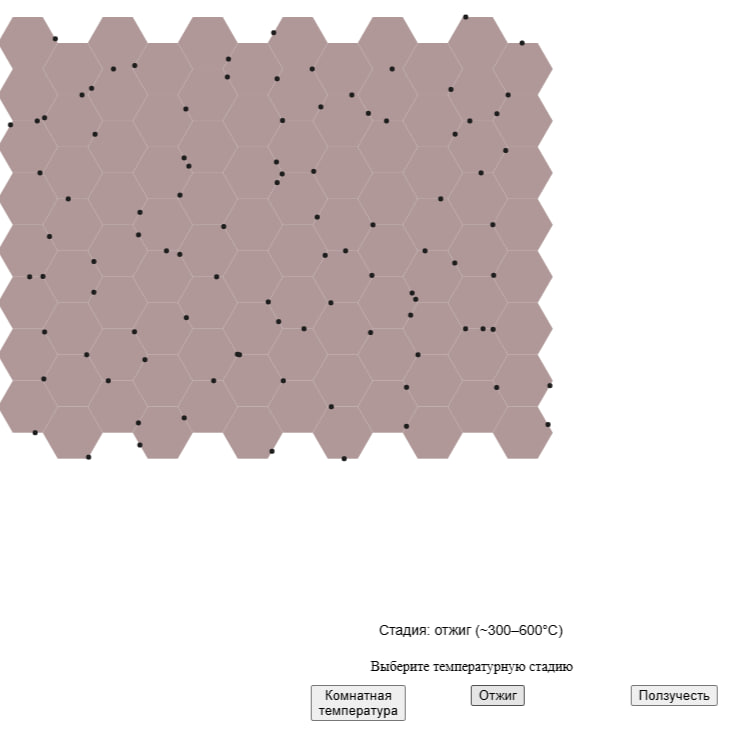 Стадия: отжиг (~300–600°C)
Выберите температурную стадию
Комнатная
температура
Отжиг
Ползучесть